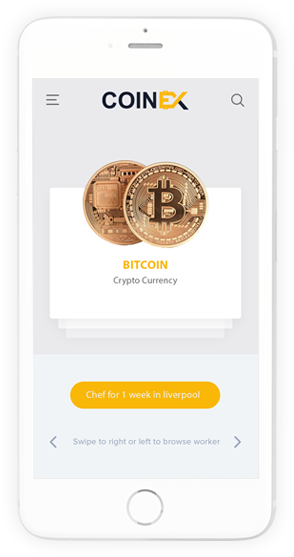 COINEX
BITCOIN
Crypto Currency
Chef for 1 week in liverpool
Swipe to right or left to browse worker